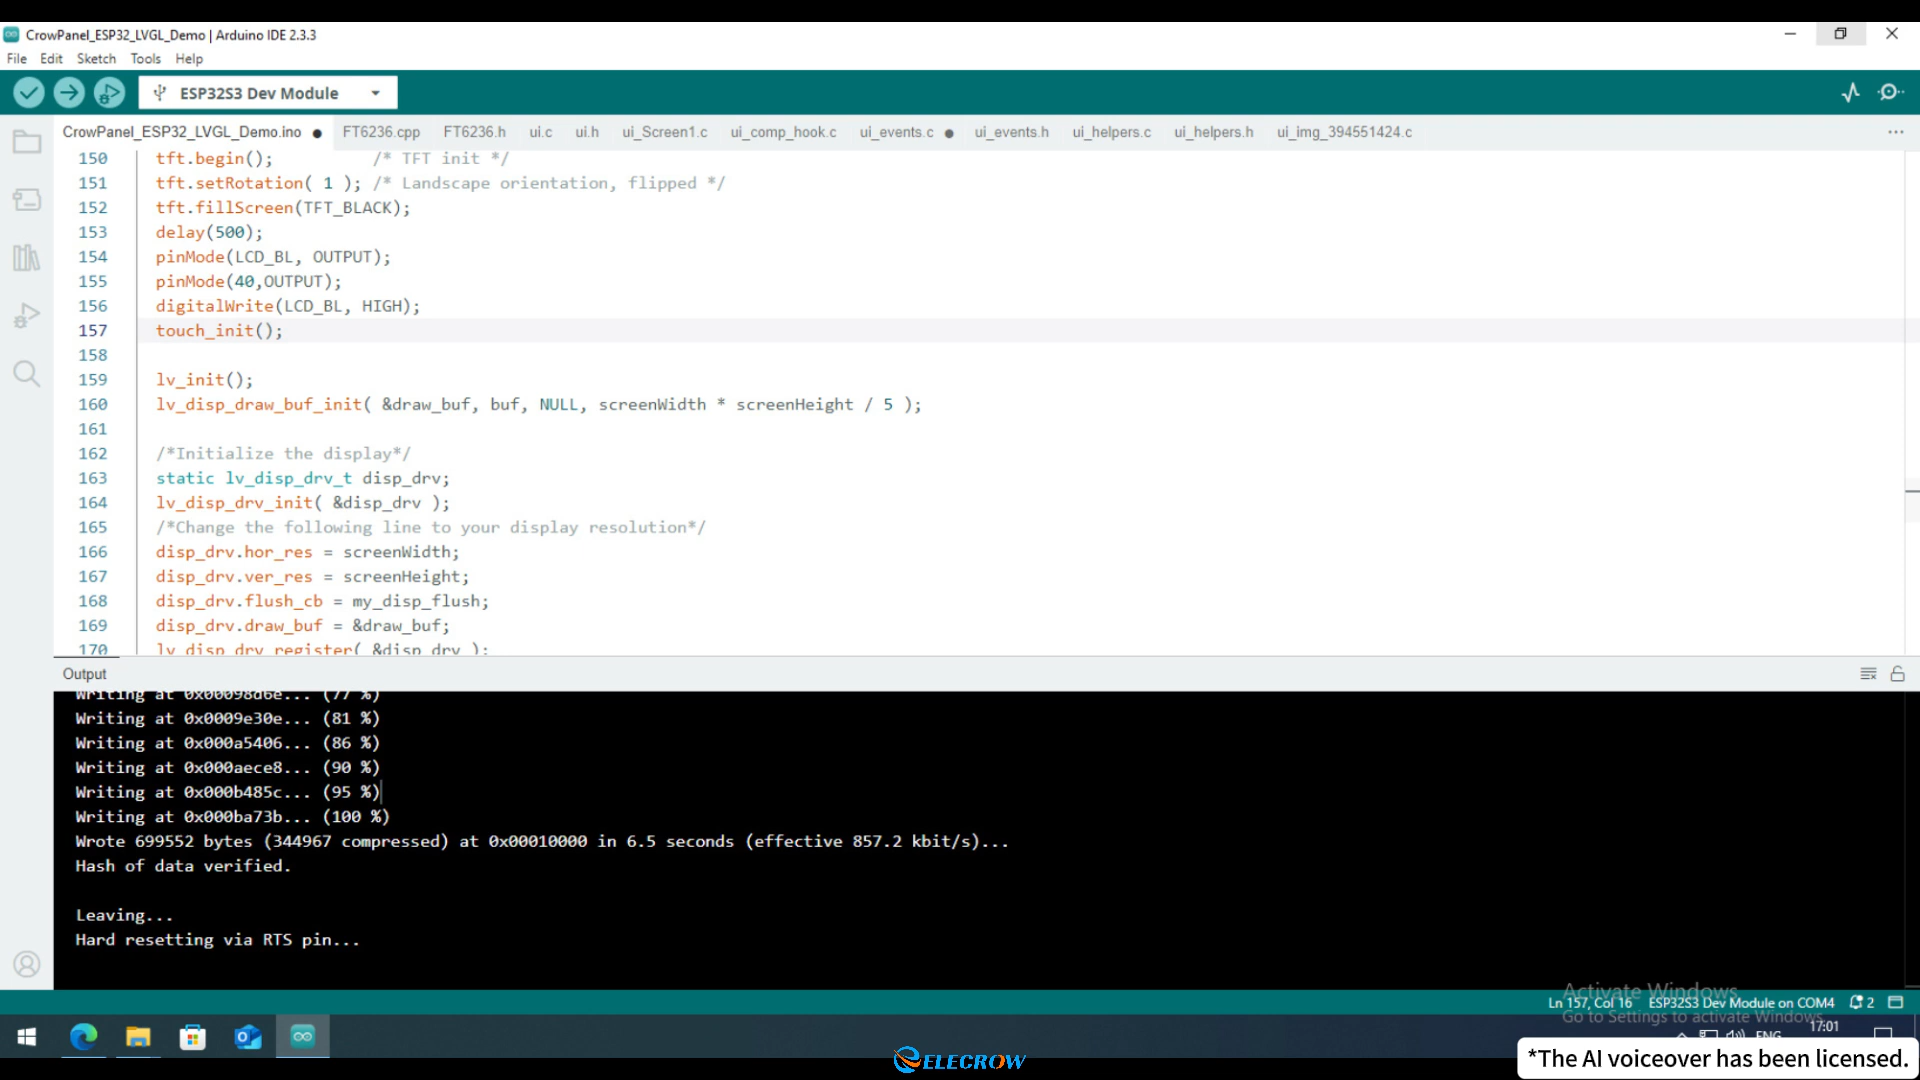 CrowPanel_ESP32_LVGL_Demo | Arduino IDE 2.3.3
File Edit Sketch Tools Help
ESP32S3 Dev Module
CrowPanel_ESP32_LVGL_Demo.ino FT6236.cpp FT6236.h ui.c ui.h ui_Screen1.c ui_comp_hook.c ui_events.c ui_events.h ui_helpers.c ui_helpers.h ui_img_394551424.c
150 tft.begin(); /* TFT init */
151 tft.setRotation( 1 ); /* Landscape orientation, flipped */
152 tft.fillScreen(TFT_BLACK);
153 delay(500);
154 pinMode(LCD_BL, OUTPUT);
155 pinMode(40,OUTPUT);
156 digitalWrite(LCD_BL, HIGH);
157 touch_init();
158
159 lv_init();
160 lv_disp_draw_buf_init( &draw_buf, buf, NULL, screenWidth * screenHeight / 5 );
161
162 /*Initialize the display*/
163 static lv_disp_drv_t disp_drv;
164 lv_disp_drv_init( &disp_drv );
165 /*Change the following line to your display resolution*/
166 disp_drv.hor_res = screenWidth;
167 disp_drv.ver_res = screenHeight;
168 disp_drv.flush_cb = my_disp_flush;
169 disp_drv.draw_buf = &draw_buf;
170 lv_disp_drv_register( &disp_drv );
Output
Writing at 0x00098d6e... (77 %)
Writing at 0x0009e30e... (81 %)
Writing at 0x000a5406... (86 %)
Writing at 0x000aece8... (90 %)
Writing at 0x000b485c... (95 %)
Writing at 0x000ba73b... (100 %)
Wrote 699552 bytes (344967 compressed) at 0x00010000 in 6.5 seconds (effective 857.2 kbit/s)...
Hash of data verified.
Leaving...
Hard resetting via RTS pin...
Activate Windows
Ln 157, Col 16 ESP32S3 Dev Module on COM4 2
Go to Settings to activate Windows.
17:01
ENG
ELECROW
*The AI voiceover has been licensed.